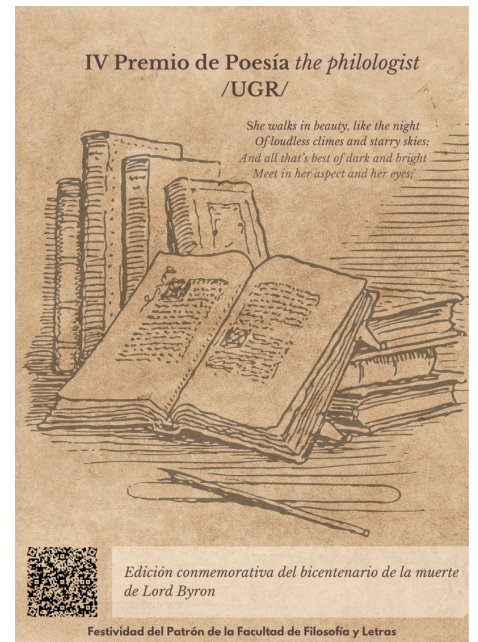 IV Premio de Poesía the philologist
/UGR/
She walks in beauty, like the night
Of loudless climes and starry skies;
And all that's best of dark and bright
Meet in her aspect and her eyes;
Edición conmemorativa del bicentenario de la muerte
de Lord Byron
Festividad del Patrón de la Facultad de Filosofía y Letras